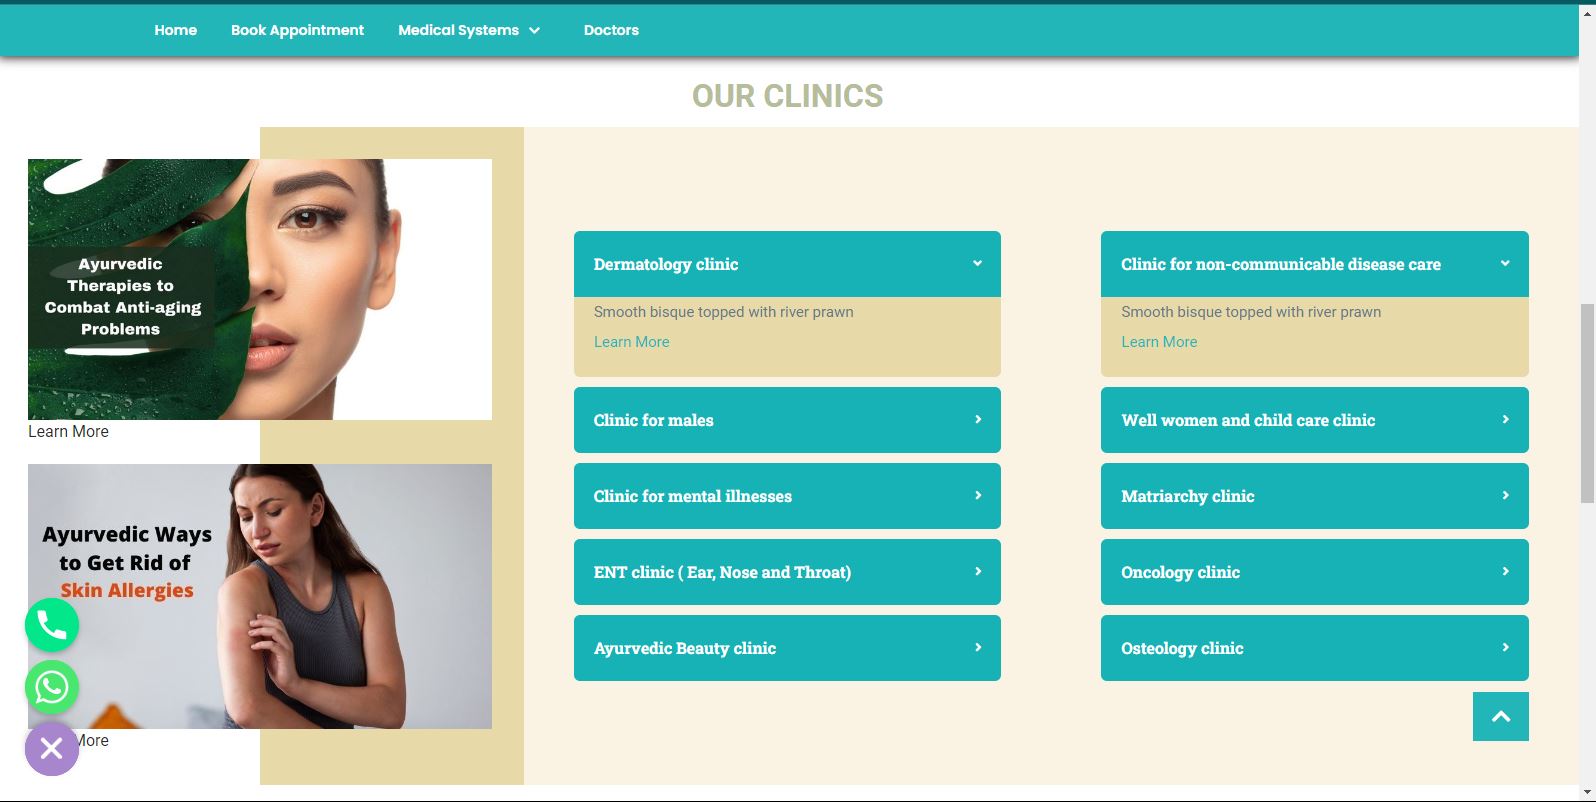 Home Book Appointment Medical Systems Doctors
OUR CLINICS
Ayurvedic
Therapies to
Combat Anti-aging
Problems
Learn More
Ayurvedic Ways
to Get Rid of
Skin Allergies
More
Dermatology clinic
Smooth bisque topped with river prawn
Learn More
Clinic for males
Clinic for mental illnesses
ENT clinic ( Ear, Nose and Throat)
Ayurvedic Beauty clinic
Clinic for non-communicable disease care
Smooth bisque topped with river prawn
Learn More
Well women and child care clinic
Matriarchy clinic
Oncology clinic
Osteology clinic